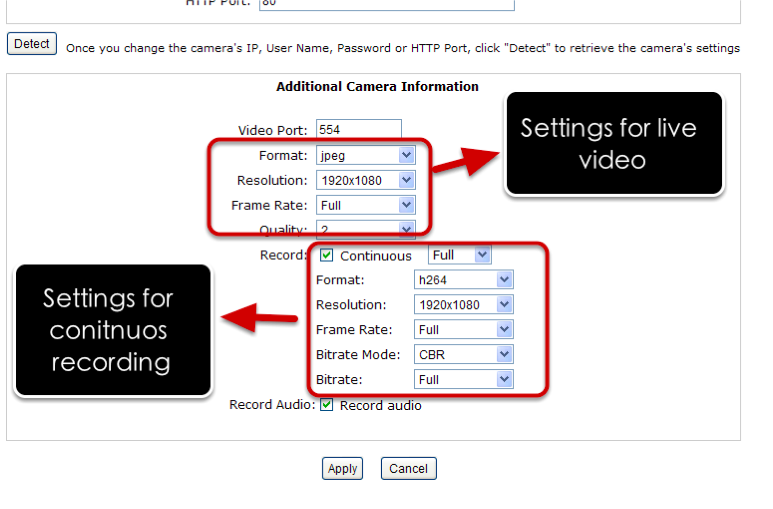 HTTP Port: 80
Detect Once you change the camera's IP, User Name, Password or HTTP Port, click "Detect" to retrieve the camera's settings
Additional Camera Information
Video Port: 554
Format: jpeg
Resolution: 1920x1080
Frame Rate: Full
Quality: 2
Settings for live
video
Record: Continuous Full
Format: h264
Resolution: 1920x1080
Frame Rate: Full
Bitrate Mode: CBR
Bitrate: Full
Settings for
conitnuos
recording
Record Audio: Record audio
Apply Cancel